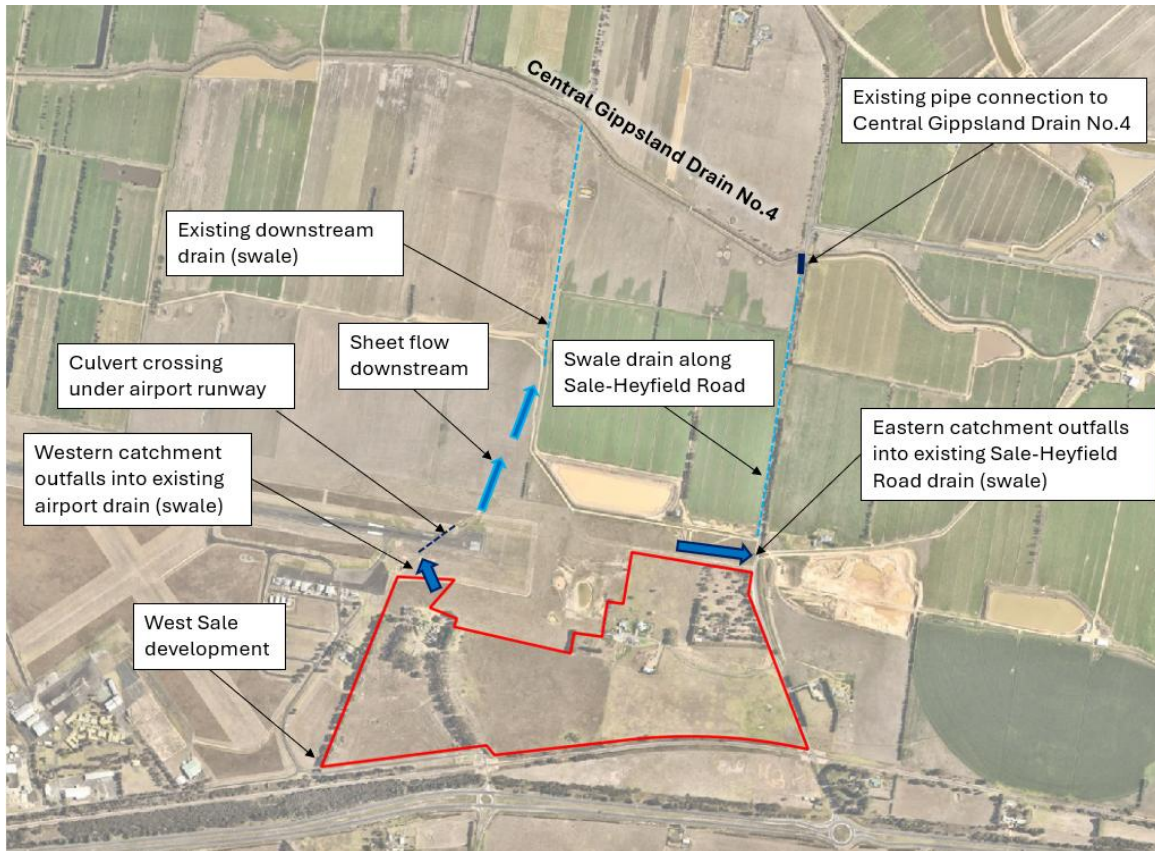 Central Gippsland Drain No.4
Existing pipe connection to
Central Gippsland Drain No.4
Existing downstream
drain (swale)
Sheet flow
downstream
Culvert crossing
under airport runway
Swale drain along
Sale-Heyfield Road
Eastern catchment outfalls
into existing Sale-Heyfield
Road drain (swale)
Western catchment
outfalls into existing
airport drain (swale)
West Sale
development